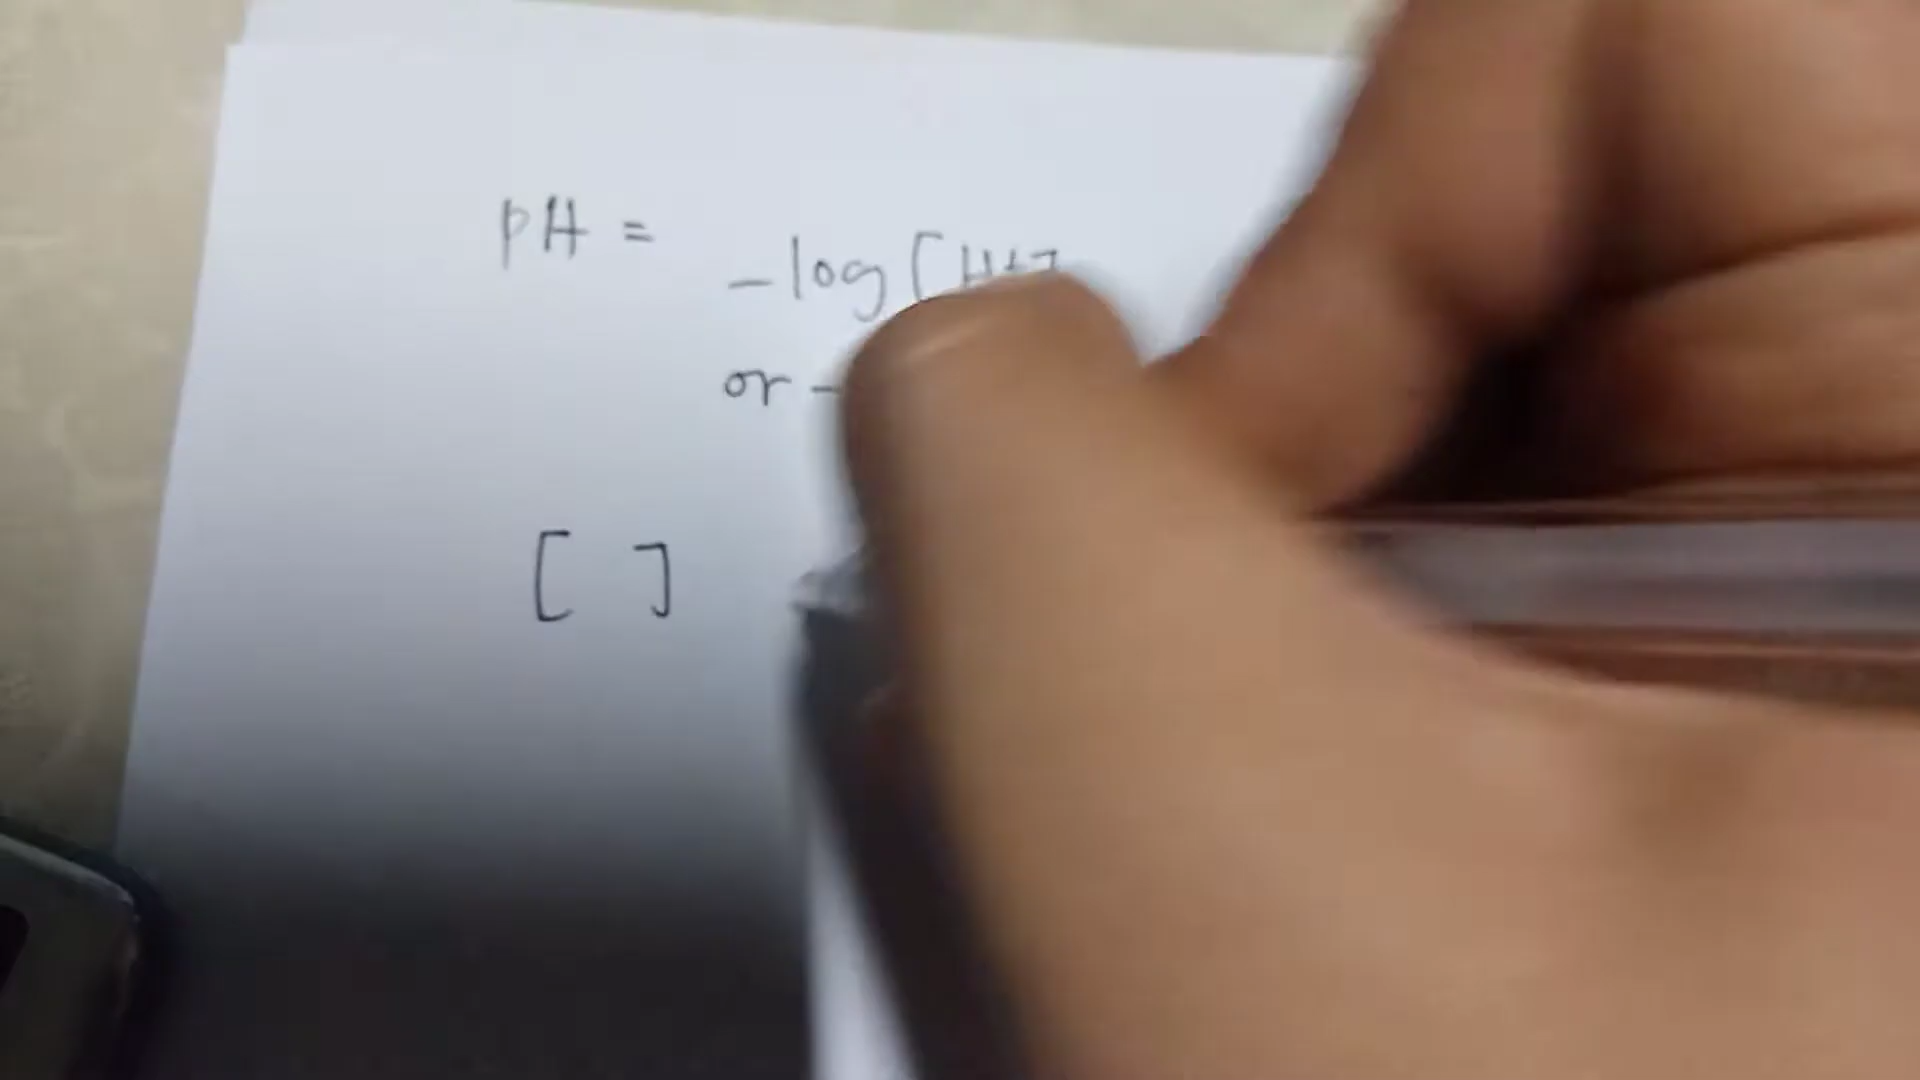 pH =
-log [H+]
or -
[ ]